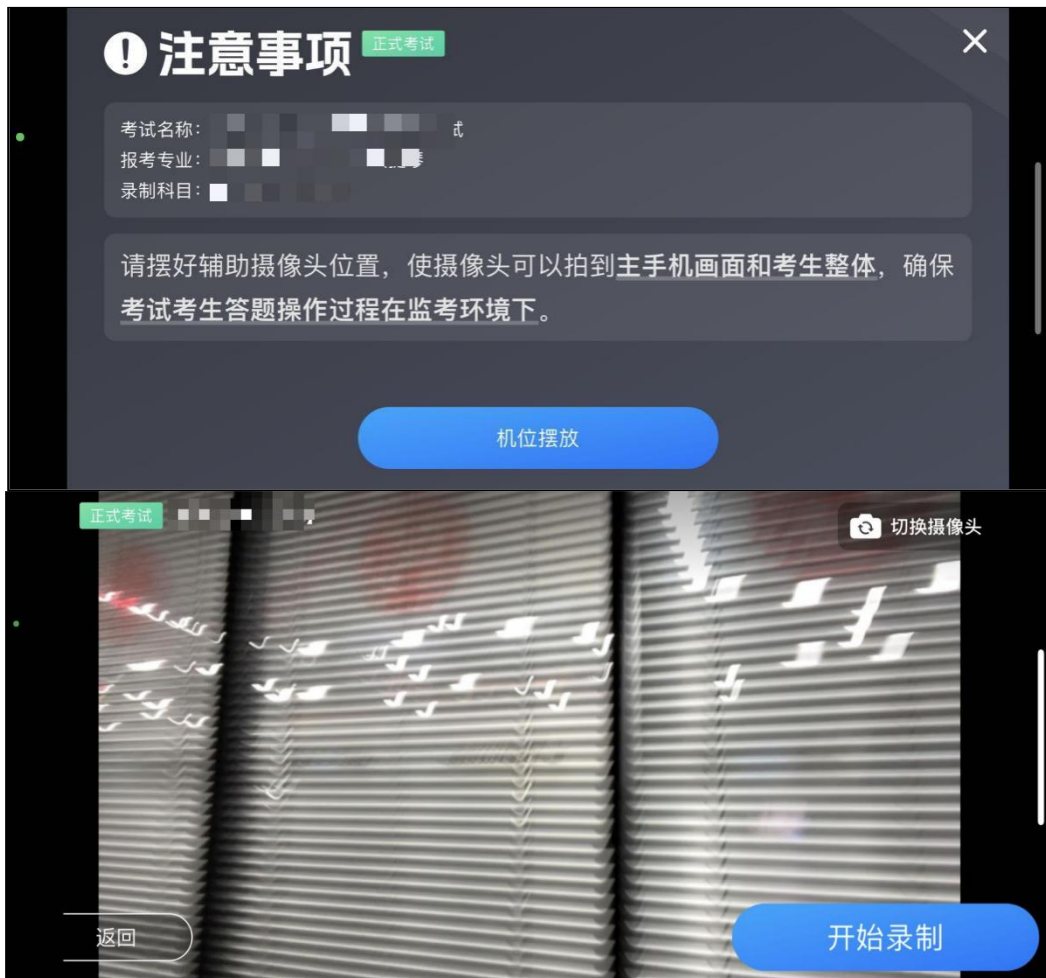 注意事项 正式考试
考试名称: 试
报考专业:
录制科目:
请摆好辅助摄像头位置，使摄像头可以拍到主手机画面和考生整体，确保
考试考生答题操作过程在监考环境下。
机位摆放
正式考试
切换摄像头
返回
开始录制